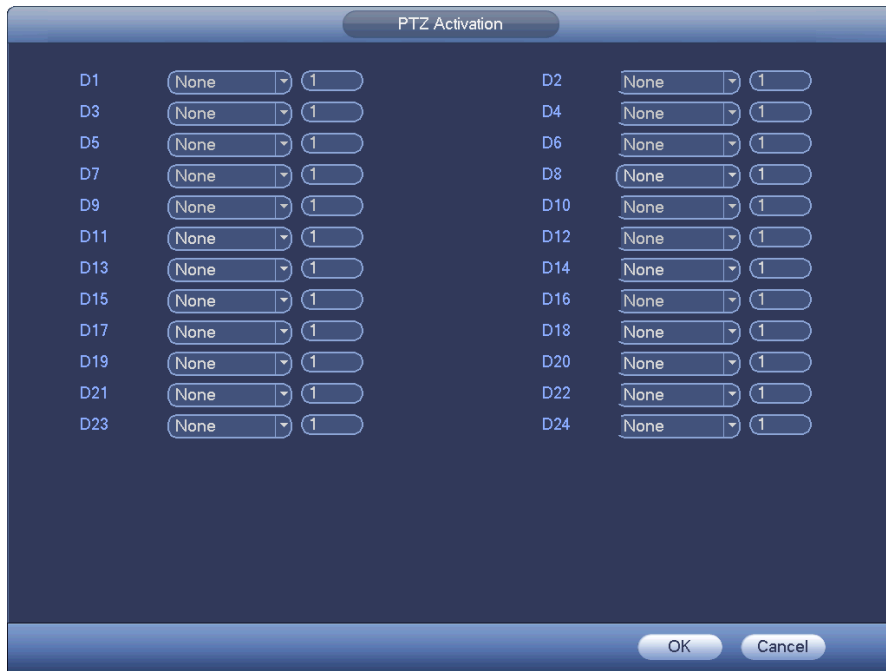 PTZ Activation
D1 None 1 D2 None 1
D3 None 1 D4 None 1
D5 None 1 D6 None 1
D7 None 1 D8 None 1
D9 None 1 D10 None 1
D11 None 1 D12 None 1
D13 None 1 D14 None 1
D15 None 1 D16 None 1
D17 None 1 D18 None 1
D19 None 1 D20 None 1
D21 None 1 D22 None 1
D23 None 1 D24 None 1
OK Cancel